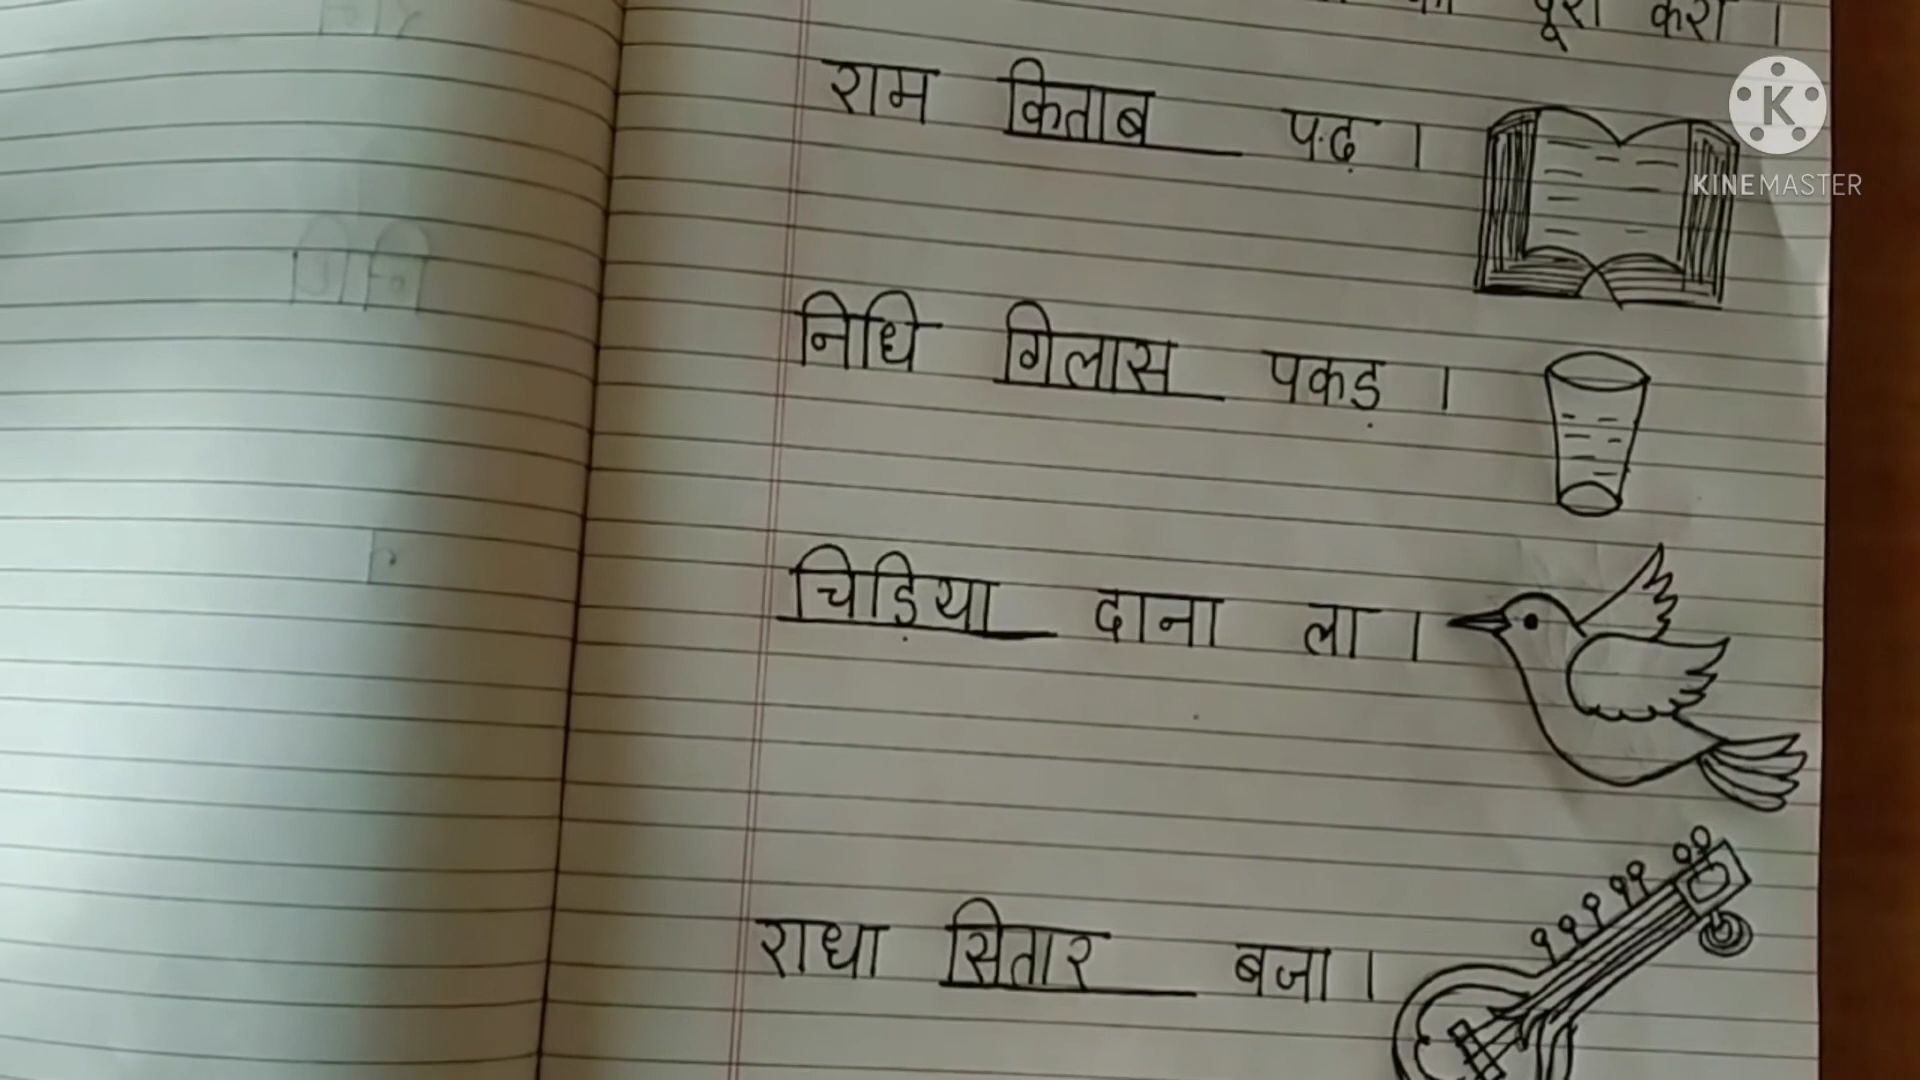 पूरा करो ।
राम किताब पढ़ ।
K
KINEMASTER
निधि गिलास पकड़ ।
चिड़िया दाना ला ।
राधा सितार बजा ।